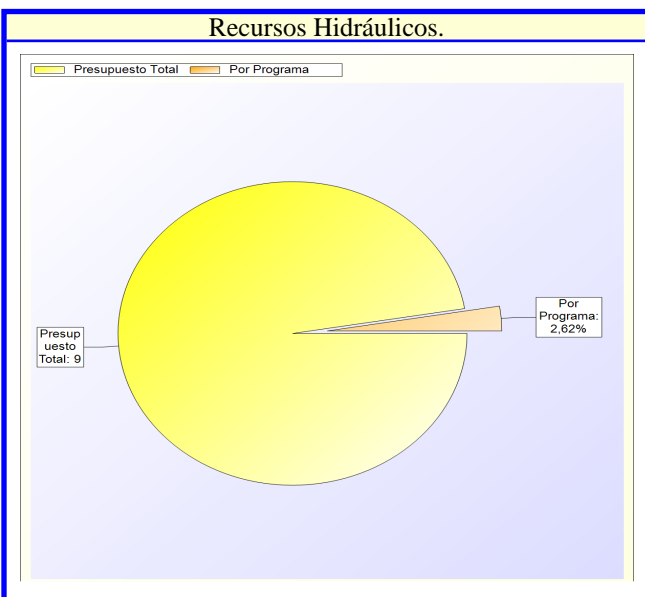 Recursos Hidráulicos.
Presupuesto Total Por Programa
Presup
uesto
Total: 9
Por
Programa:
2,62%